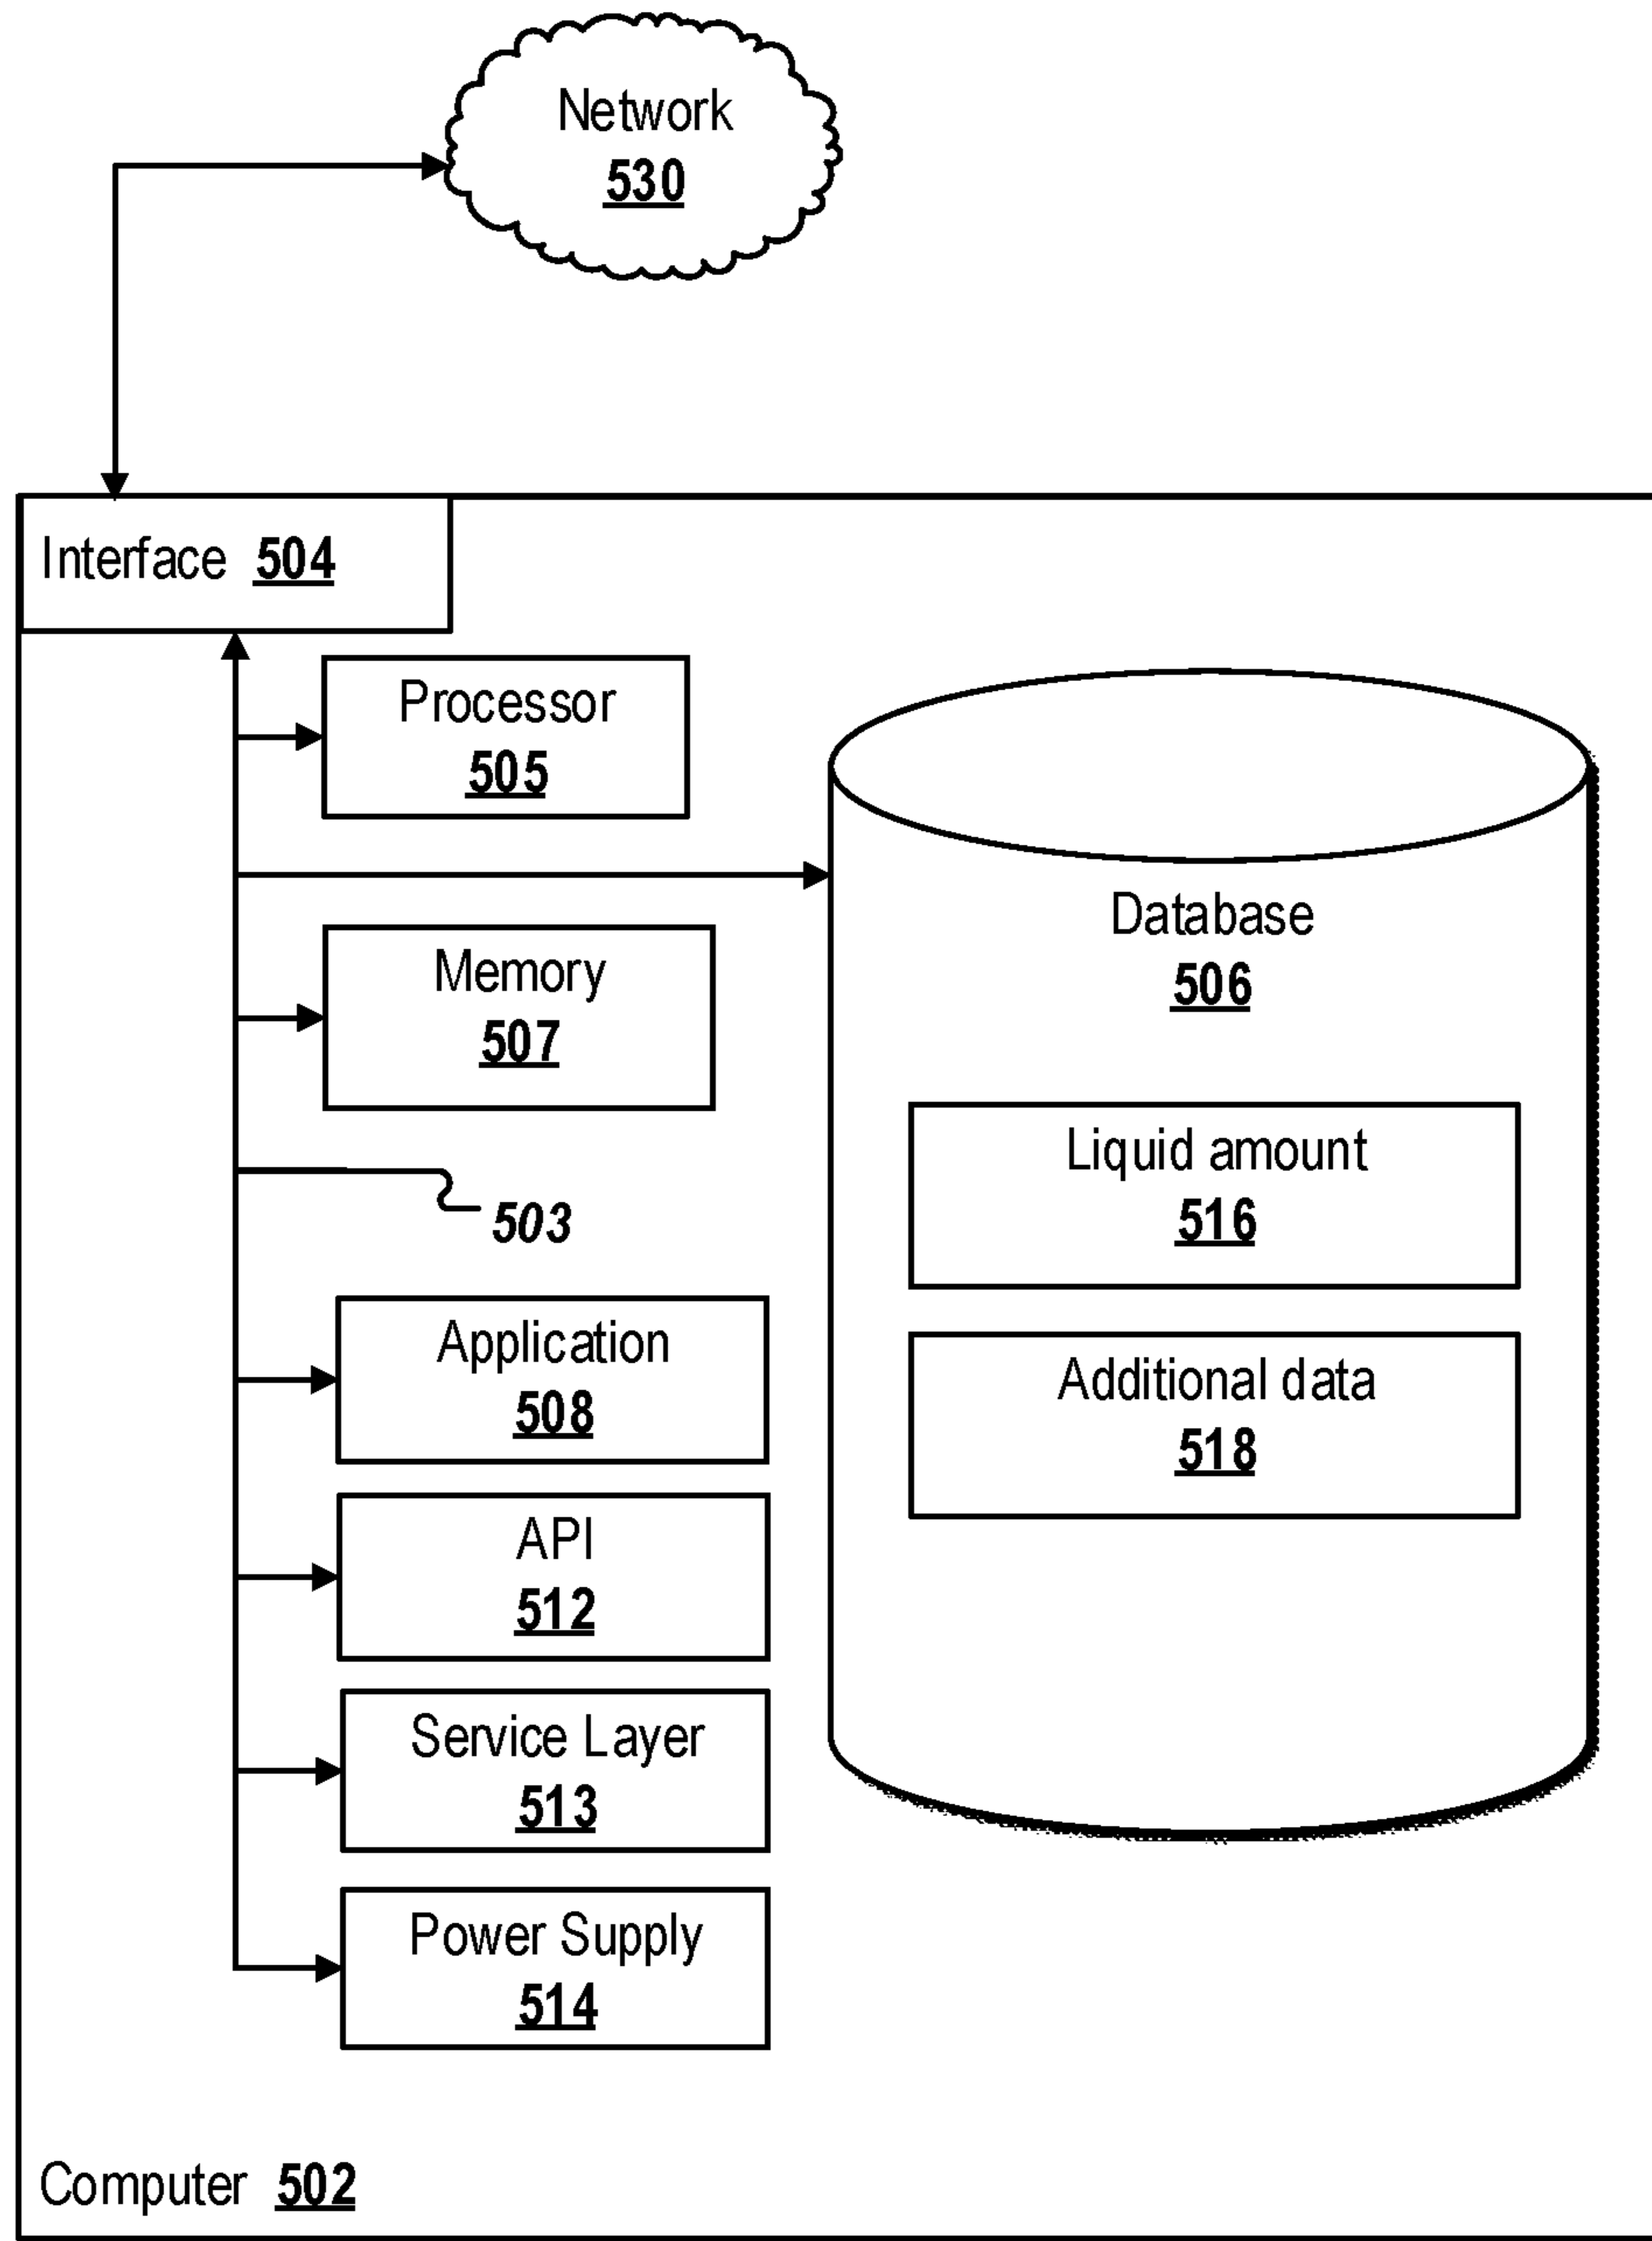 Network
530
Interface 504
Processor
505
Database
506
Memory
507
Liquid amount
516
503
Application
508
Additional data
518
API
512
Service Layer
513
Power Supply
514
Computer 502